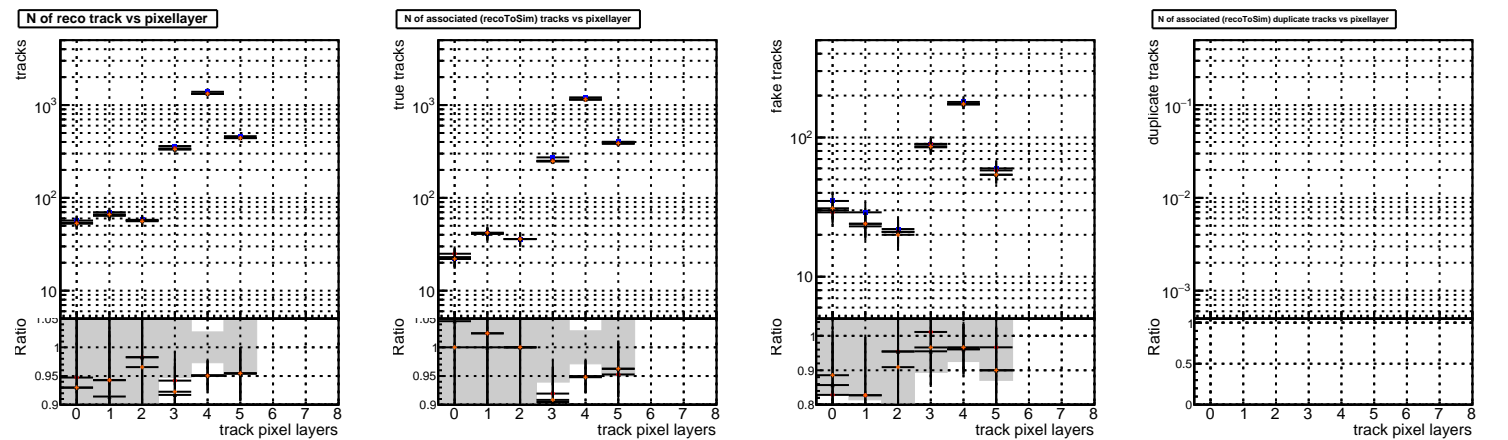 N of reco track vs pixellayer
tracks
10³
10²
10
Ratio
1.05
1
0.95
0.9
0 1 2 3 4 5 6 7 8
track pixel layers
N of associated (recoToSim) tracks vs pixellayer
true tracks
10³
10²
10
Ratio
1.05
1
0.95
0.9
0 1 2 3 4 5 6 7 8
track pixel layers
fake tracks
10²
10
Ratio
1
0.9
0.8
0 1 2 3 4 5 6 7 8
track pixel layers
N of associated (recoToSim) duplicate tracks vs pixellayer
duplicate tracks
10⁻¹
10⁻²
10⁻³
Ratio
1
0.5
0
0 1 2 3 4 5 6 7 8
track pixel layers